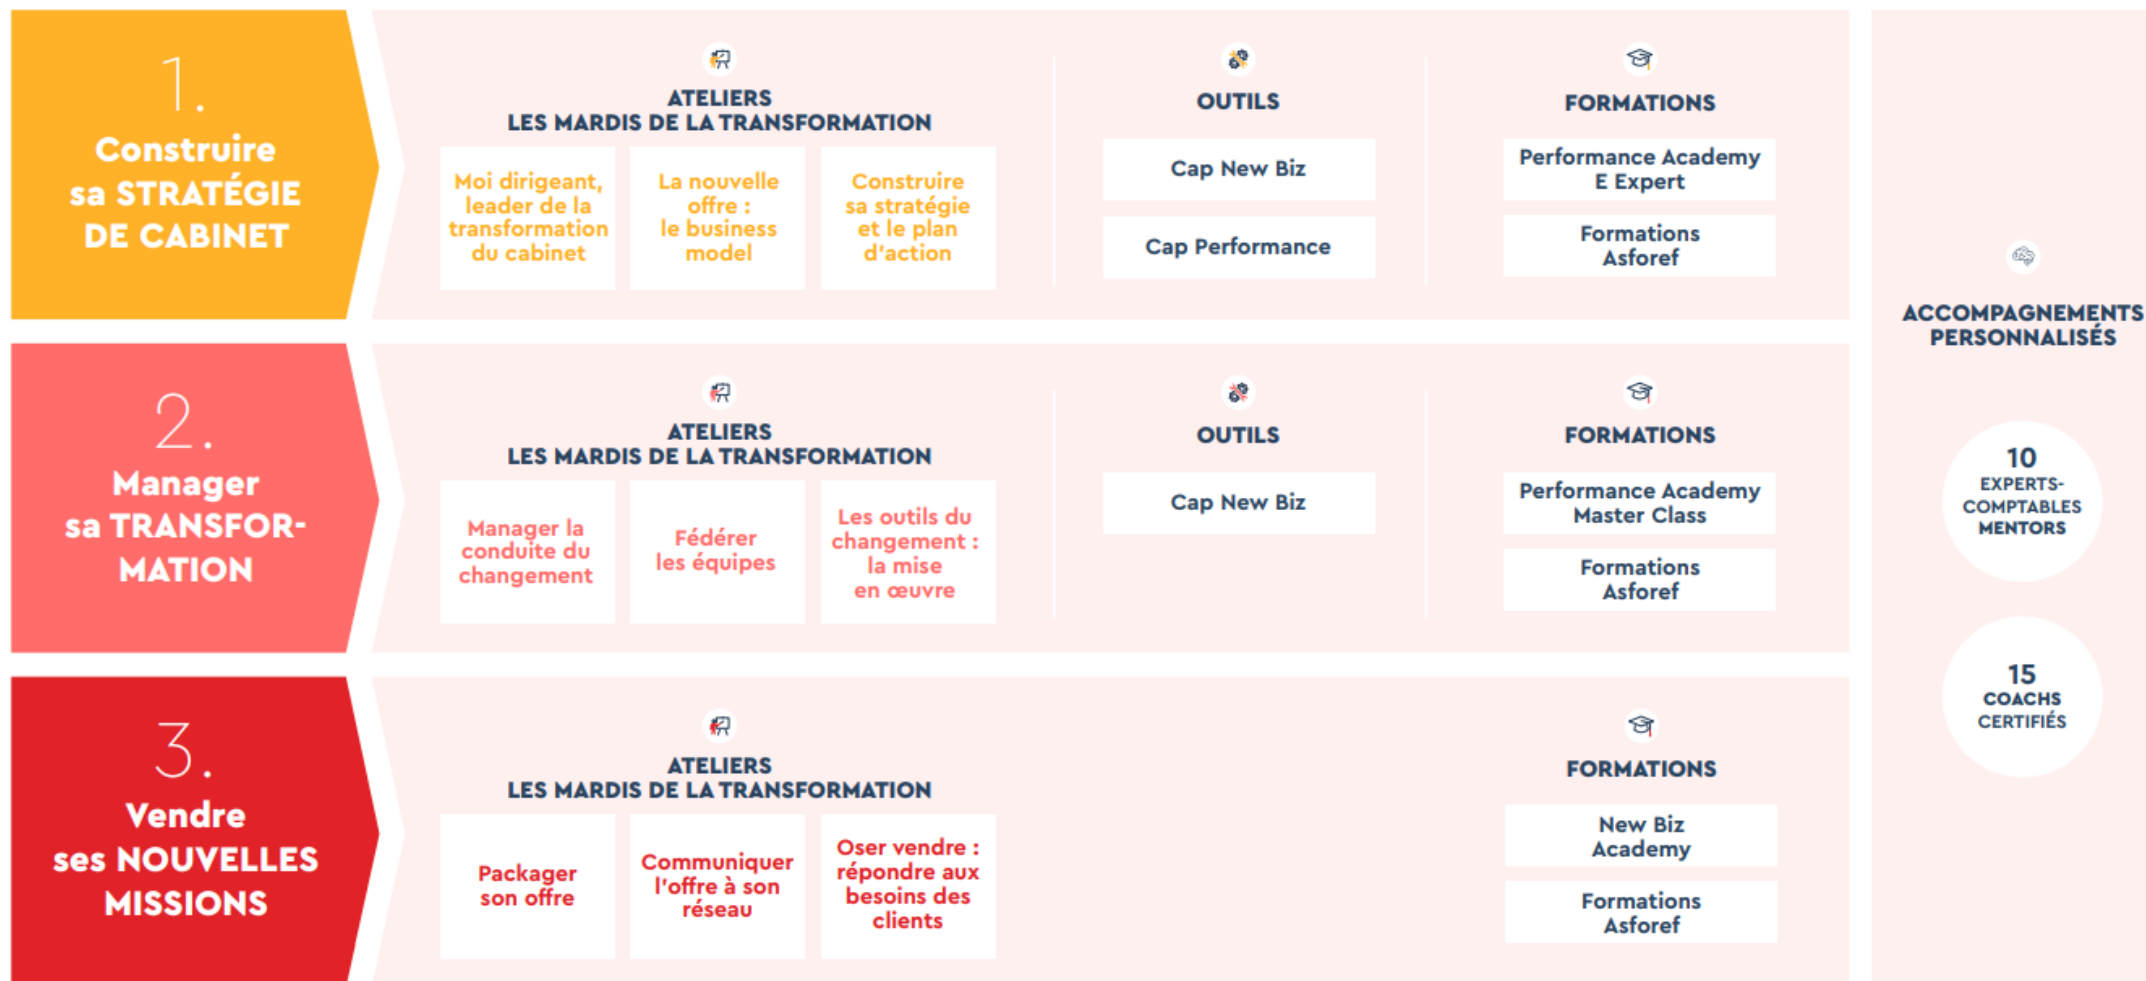 1.
Construire
sa STRATÉGIE
DE CABINET
ATELIERS
LES MARDIS DE LA TRANSFORMATION
Moi dirigeant,
leader de la
transformation
du cabinet
La nouvelle
offre :
le business
model
Construire
sa stratégie
et le plan
d'action
OUTILS
Cap New Biz
Cap Performance
FORMATIONS
Performance Academy
E Expert
Formations
Asforef
2.
Manager
sa TRANSFOR-
MATION
ATELIERS
LES MARDIS DE LA TRANSFORMATION
Manager la
conduite du
changement
Fédérer
les équipes
Les outils du
changement :
la mise
en œuvre
OUTILS
Cap New Biz
FORMATIONS
Performance Academy
Master Class
Formations
Asforef
3.
Vendre
ses NOUVELLES
MISSIONS
ATELIERS
LES MARDIS DE LA TRANSFORMATION
Packager
son offre
Communiquer
l'offre à son
réseau
Oser vendre :
répondre aux
besoins des
clients
FORMATIONS
New Biz
Academy
Formations
Asforef
ACCOMPAGNEMENTS
PERSONNALISÉS
10
EXPERTS-
COMPTABLES
MENTORS
15
COACHS
CERTIFIÉS